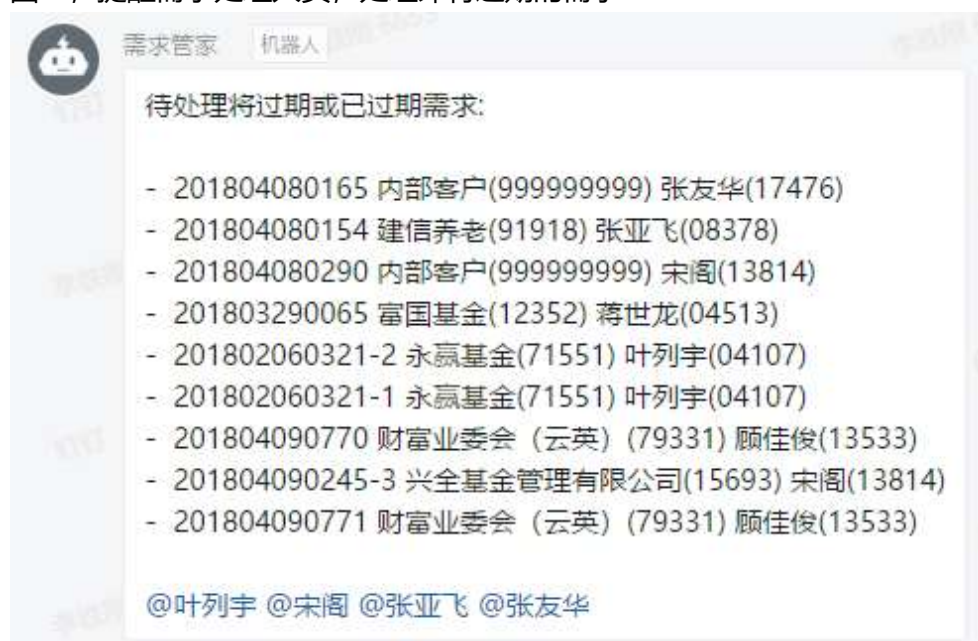 需求管家 机器人
待处理将过期或已过期需求:
- 201804080165 内部客户(999999999) 张友华(17476)
- 201804080154 建信养老(91918) 张亚飞(08378)
- 201804080290 内部客户(999999999) 宋阁(13814)
- 201803290065 富国基金(12352) 蒋世龙(04513)
- 201802060321-2 永赢基金(71551) 叶列宇(04107)
- 201802060321-1 永赢基金(71551) 叶列宇(04107)
- 201804090770 财富业委会（云英）(79331) 顾佳俊(13533)
- 201804090245-3 兴全基金管理有限公司(15693) 宋阁(13814)
- 201804090771 财富业委会（云英）(79331) 顾佳俊(13533)
@叶列宇 @宋阁 @张亚飞 @张友华